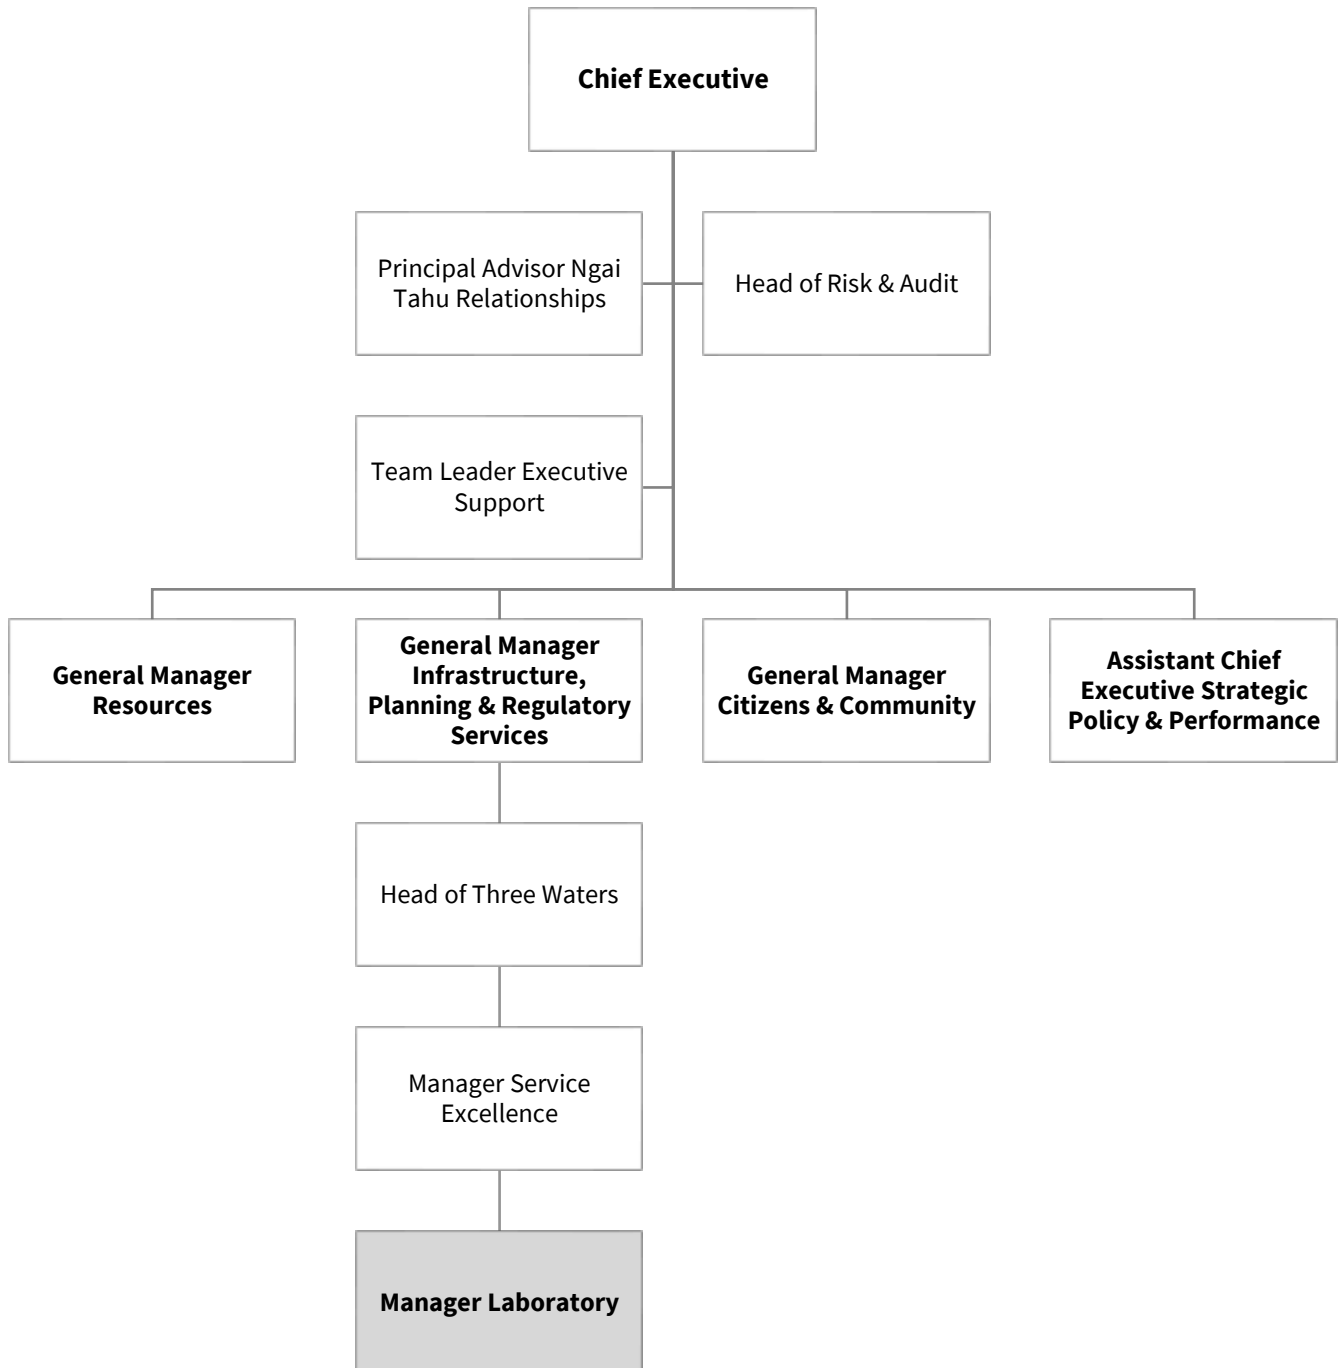 Chief Executive
Principal Advisor Ngai
Tahu Relationships
Head of Risk & Audit
Team Leader Executive
Support
General Manager
Resources
General Manager
Infrastructure,
Planning & Regulatory
Services
General Manager
Citizens & Community
Assistant Chief
Executive Strategic
Policy & Performance
Head of Three Waters
Manager Service
Excellence
Manager Laboratory